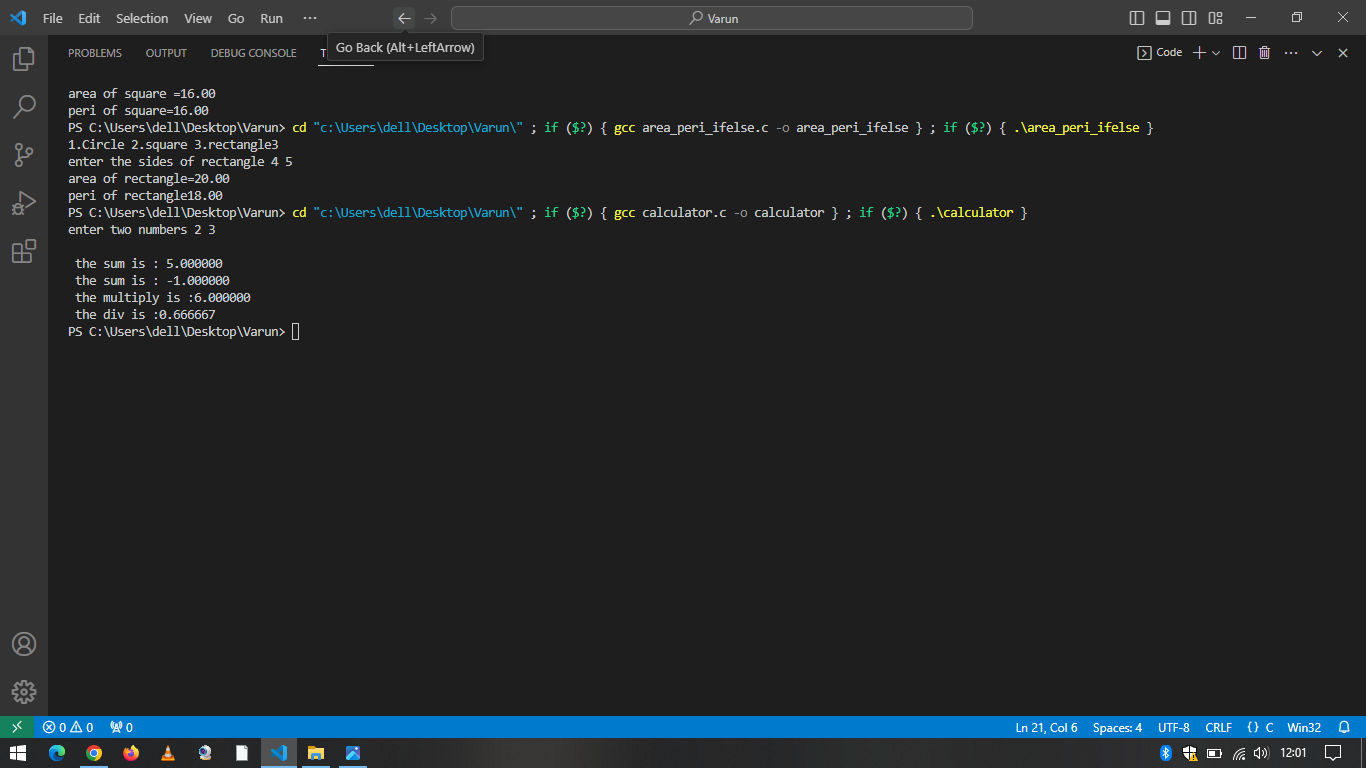 File Edit Selection View Go Run ···
Varun
Go Back (Alt+LeftArrow)
PROBLEMS OUTPUT DEBUG CONSOLE
Code
area of square =16.00
peri of square=16.00
PS C:\Users\dell\Desktop\Varun> cd "c:\Users\dell\Desktop\Varun\" ; if ($?) { gcc area_peri_ifelse.c -o area_peri_ifelse } ; if ($?) { .\area_peri_ifelse }
1.Circle 2.square 3.rectangle3
enter the sides of rectangle 4 5
area of rectangle=20.00
peri of rectangle18.00
PS C:\Users\dell\Desktop\Varun> cd "c:\Users\dell\Desktop\Varun\" ; if ($?) { gcc calculator.c -o calculator } ; if ($?) { .\calculator }
enter two numbers 2 3
the sum is : 5.000000
the sum is : -1.000000
the multiply is :6.000000
the div is :0.666667
PS C:\Users\dell\Desktop\Varun>
0 0 0 Ln 21, Col 6 Spaces: 4 UTF-8 CRLF {} C Win32
12:01